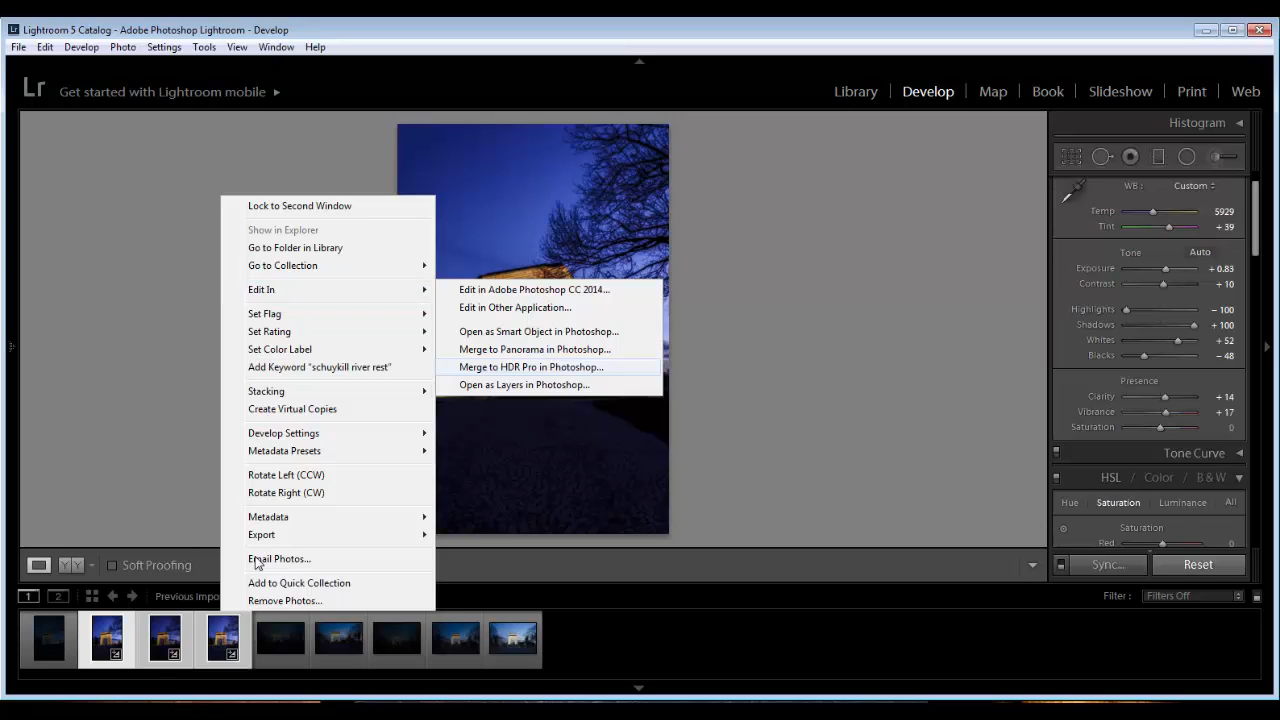 Lr Lightroom 5 Catalog - Adobe Photoshop Lightroom - Develop
File Edit Develop Photo Settings Tools View Window Help
Lr Get started with Lightroom mobile
Library Develop Map Book Slideshow Print Web
Histogram
WB: Custom
Temp 5929
Tint + 39
Tone Auto
Exposure + 0.83
Contrast + 10
Highlights − 100
Shadows + 100
Whites + 52
Blacks − 48
Presence
Clarity + 14
Vibrance + 17
Saturation 0
Tone Curve
HSL / Color / B & W
Hue Saturation Luminance All
Saturation
Red 0
Sync... Reset
Lock to Second Window
Show in Explorer
Go to Folder in Library
Go to Collection
Edit In
Set Flag
Set Rating
Set Color Label
Add Keyword "schuykill river rest"
Stacking
Create Virtual Copies
Develop Settings
Metadata Presets
Rotate Left (CCW)
Rotate Right (CW)
Metadata
Export
Email Photos...
Add to Quick Collection
Remove Photos...
Edit in Adobe Photoshop CC 2014...
Edit in Other Application...
Open as Smart Object in Photoshop...
Merge to Panorama in Photoshop...
Merge to HDR Pro in Photoshop...
Open as Layers in Photoshop...
YY Soft Proofing
1 2 Previous Impo Filter : Filters Off